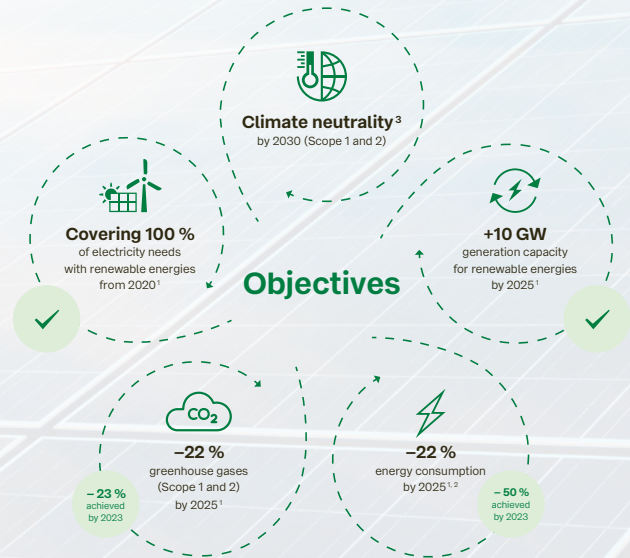 Climate neutrality³
by 2030 (Scope 1 and 2)
Covering 100 %
of electricity needs
with renewable energies
from 2020¹
+10 GW
generation capacity
for renewable energies
by 2025¹
Objectives
CO₂
–22 %
greenhouse gases
(Scope 1 and 2)
by 2025¹
– 23 %
achieved
by 2023
–22 %
energy consumption
by 2025¹˒²
– 50 %
achieved
by 2023